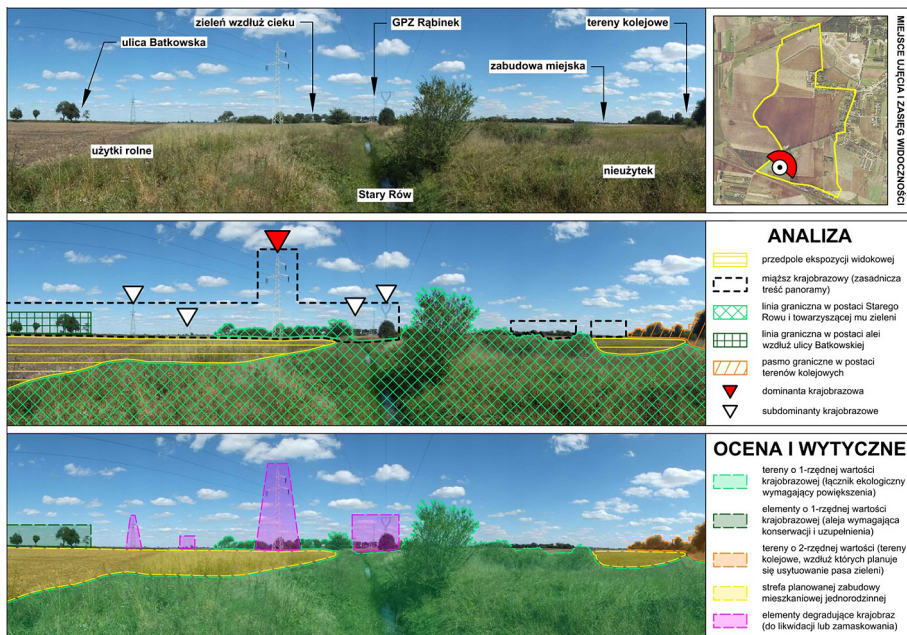 zieleń wzdłuż cieku
GPZ Rąbinek
tereny kolejowe
ulica Batkowska
zabudowa miejska
użytki rolne
nieużytek
Stary Rów
MIEJSCE UJĘCIA I ZASIĘG WIDOCZNOŚCI
ANALIZA
przedpole ekspozycji widokowej
miąższ krajobrazowy (zasadnicza
treść panoramy)
linia graniczna w postaci Starego
Rowu i towarzyszącej mu zieleni
linia graniczna w postaci alei
wzdłuż ulicy Batkowskiej
pasmo graniczne w postaci
terenów kolejowych
dominanta krajobrazowa
subdominanty krajobrazowe
OCENA I WYTYCZNE
tereny o 1-rzędnej wartości
krajobrazowej (łącznik ekologiczny
wymagający powiększenia)
elementy o 1-rzędnej wartości
krajobrazowej (aleja wymagająca
konserwacji i uzupełnienia)
tereny o 2-rzędnej wartości (tereny
kolejowe, wzdłuż których planuje
się usytuowanie pasa zieleni)
strefa planowanej zabudowy
mieszkaniowej jednorodzinnej
elementy degradujące krajobraz
(do likwidacji lub zamaskowania)